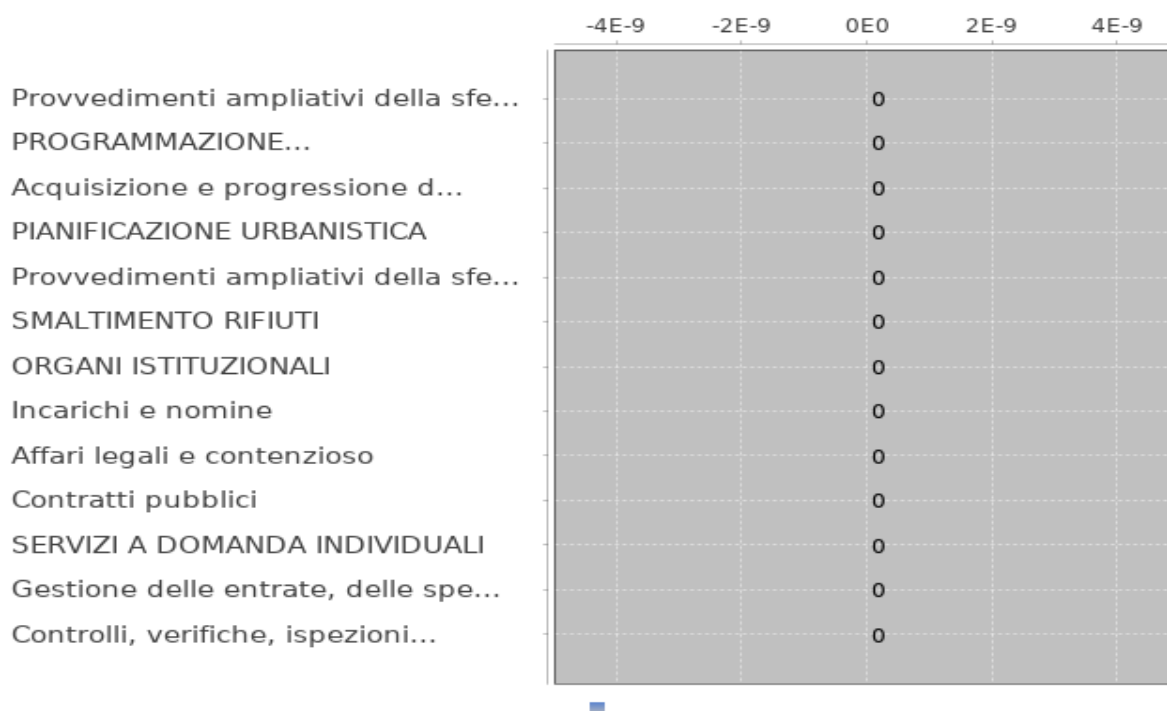 -4E-9 -2E-9 0E0 2E-9 4E-9
Provvedimenti ampliativi della sfe... 0
PROGRAMMAZIONE... 0
Acquisizione e progressione d... 0
PIANIFICAZIONE URBANISTICA 0
Provvedimenti ampliativi della sfe... 0
SMALTIMENTO RIFIUTI 0
ORGANI ISTITUZIONALI 0
Incarichi e nomine 0
Affari legali e contenzioso 0
Contratti pubblici 0
SERVIZI A DOMANDA INDIVIDUALI 0
Gestione delle entrate, delle spe... 0
Controlli, verifiche, ispezioni... 0